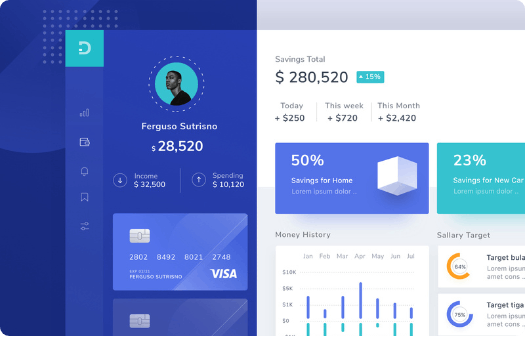 Ferguso Sutrisno
$ 28,520
Income
$ 32,500
Spending
$ 10,120
2802 8492 8021 2748
FERGUSO SUTRISNO
VISA
Savings Total
$ 280,520
15%
Today
+ $250
This week
+ $720
This Month
+ $2,420
50%
Savings for Home
Lorem ipsum dolor ...
23%
Savings for New Car
Lorem ipsum dolor ...
Money History
Jan Feb Mar Apr May Jun Jul
$10K
$5K
$1K
$0
Sallary Target
64%
Target bula
Lorem ipsum
amet cons ..
75%
Target tiga
Lorem ipsum
amet cons ..